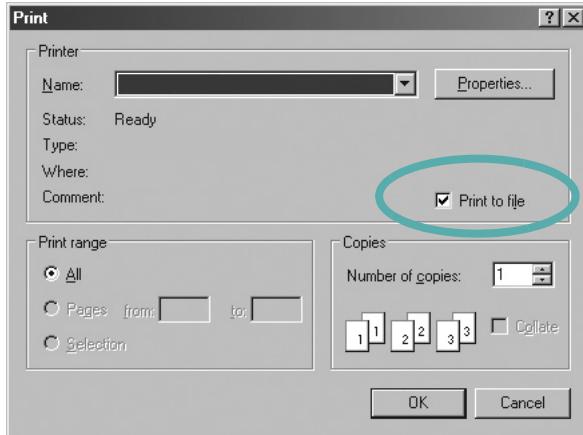 Print
Printer
Name:
Properties...
Status: Ready
Type:
Where:
Comment:
Print to file
Print range
All
Pages from: to:
Selection
Copies
Number of copies: 1
1 1 2 2 3 3
Collate
OK Cancel